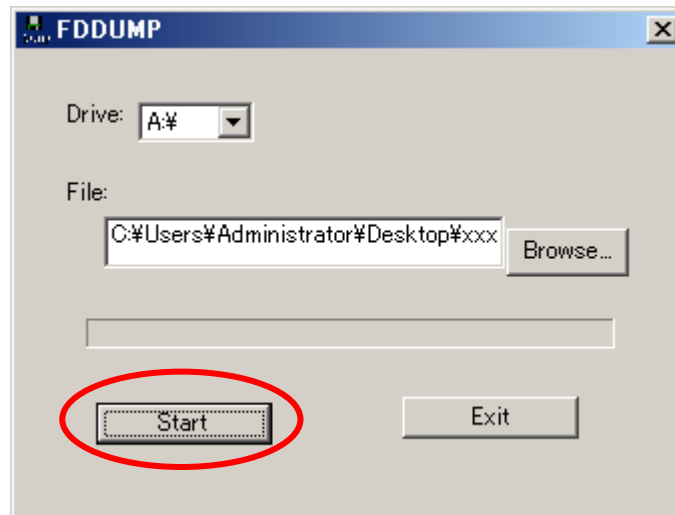 FDDUMP
Drive: A:¥
File:
C:¥Users¥Administrator¥Desktop¥xxx
Browse...
Start Exit